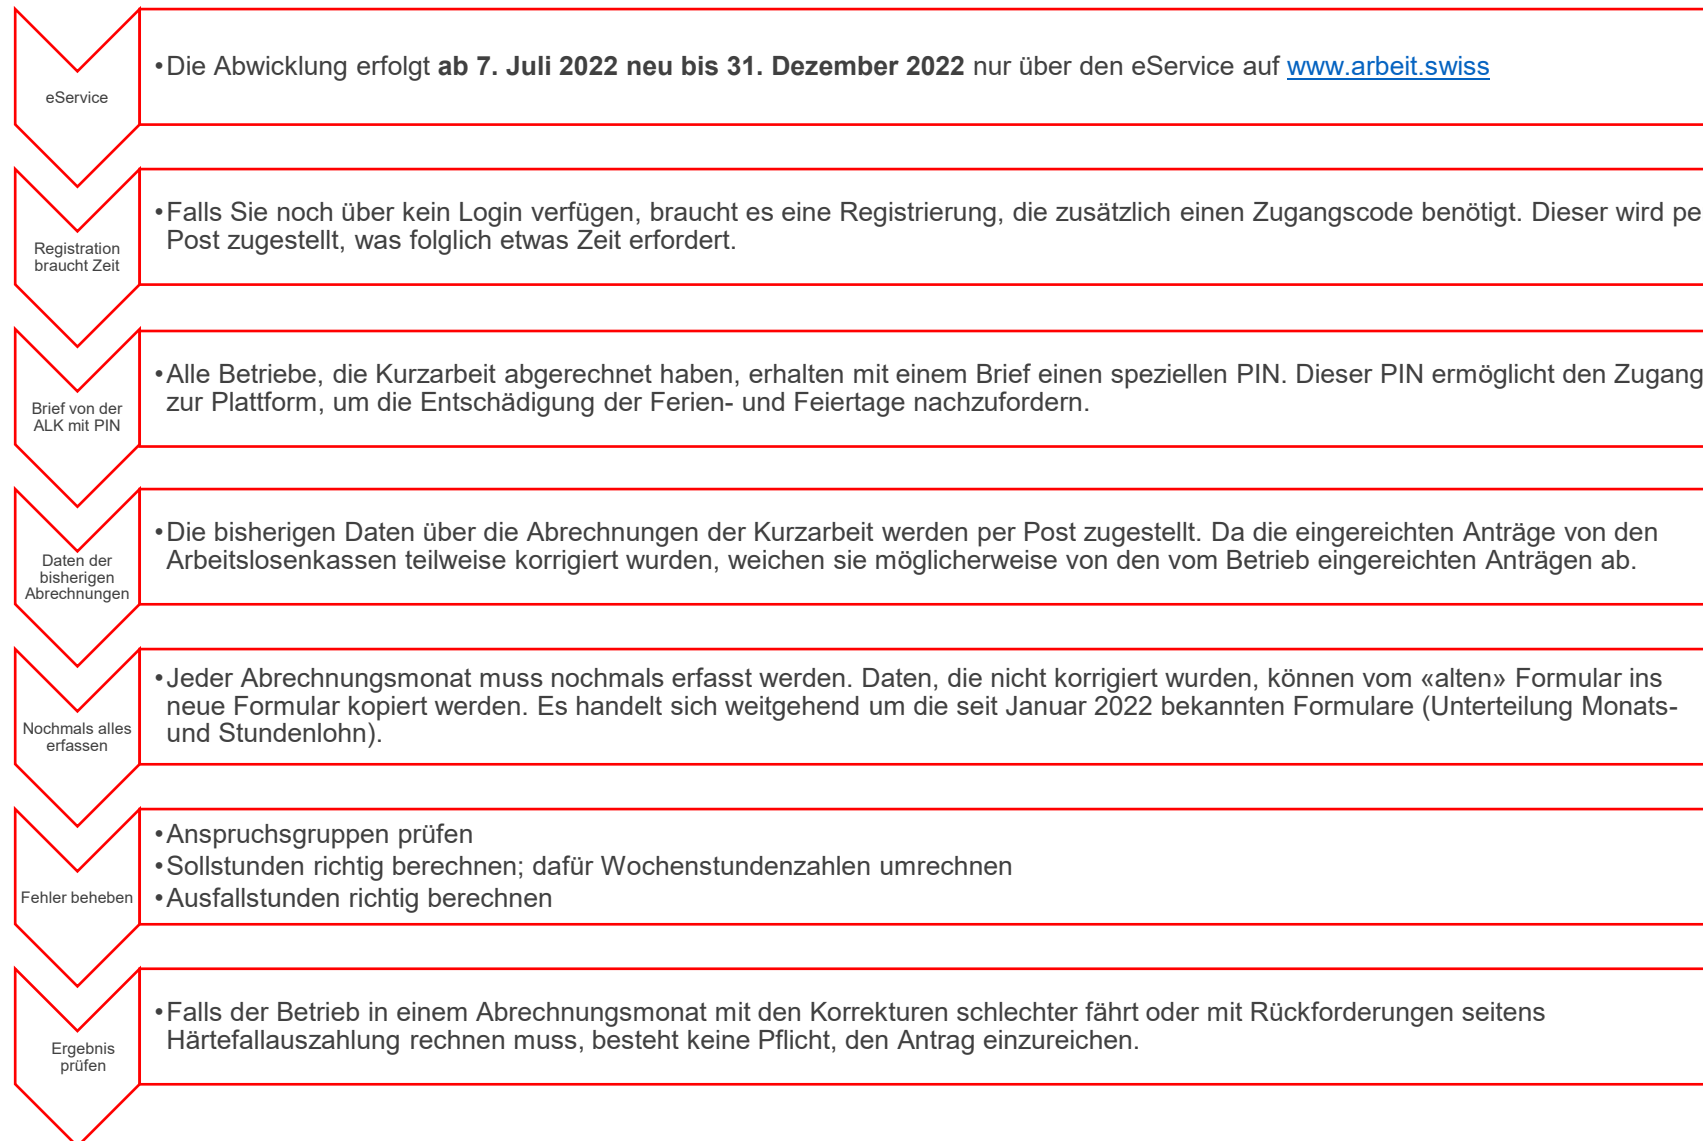 eService
•Die Abwicklung erfolgt ab 7. Juli 2022 neu bis 31. Dezember 2022 nur über den eService auf www.arbeit.swiss
Registration
braucht Zeit
•Falls Sie noch über kein Login verfügen, braucht es eine Registrierung, die zusätzlich einen Zugangscode benötigt. Dieser wird pe
Post zugestellt, was folglich etwas Zeit erfordert.
Brief von der
ALK mit PIN
•Alle Betriebe, die Kurzarbeit abgerechnet haben, erhalten mit einem Brief einen speziellen PIN. Dieser PIN ermöglicht den Zugang
zur Plattform, um die Entschädigung der Ferien- und Feiertage nachzufordern.
Daten der
bisherigen
Abrechnungen
•Die bisherigen Daten über die Abrechnungen der Kurzarbeit werden per Post zugestellt. Da die eingereichten Anträge von den
Arbeitslosenkassen teilweise korrigiert wurden, weichen sie möglicherweise von den vom Betrieb eingereichten Anträgen ab.
Nochmals alles
erfassen
•Jeder Abrechnungsmonat muss nochmals erfasst werden. Daten, die nicht korrigiert wurden, können vom «alten» Formular ins
neue Formular kopiert werden. Es handelt sich weitgehend um die seit Januar 2022 bekannten Formulare (Unterteilung Monats-
und Stundenlohn).
Fehler beheben
•Anspruchsgruppen prüfen
•Sollstunden richtig berechnen; dafür Wochenstundenzahlen umrechnen
•Ausfallstunden richtig berechnen
Ergebnis
prüfen
•Falls der Betrieb in einem Abrechnungsmonat mit den Korrekturen schlechter fährt oder mit Rückforderungen seitens
Härtefallauszahlung rechnen muss, besteht keine Pflicht, den Antrag einzureichen.